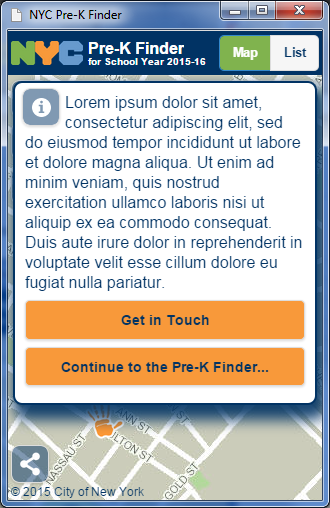 NYC Pre-K Finder
NYC Pre-K Finder
for School Year 2015-16
Map
List
Lorem ipsum dolor sit amet,
consectetur adipiscing elit, sed
do eiusmod tempor incididunt ut labore
et dolore magna aliqua. Ut enim ad
minim veniam, quis nostrud
exercitation ullamco laboris nisi ut
aliquip ex ea commodo consequat.
Duis aute irure dolor in reprehenderit in
voluptate velit esse cillum dolore eu
fugiat nulla pariatur.
Get in Touch
Continue to the Pre-K Finder...
ANN ST
NASSAU ST
GOLD ST
© 2015 City of New York